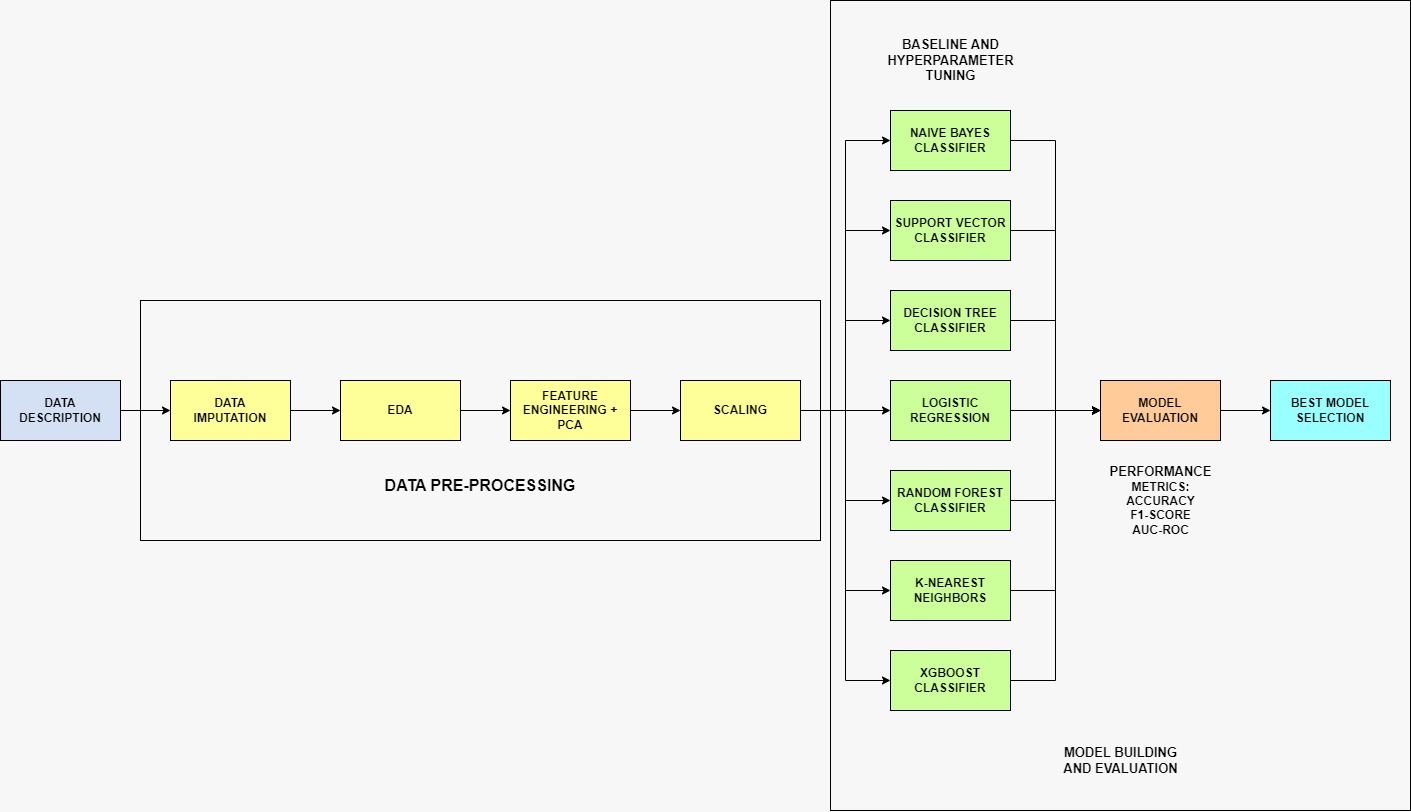 BASELINE AND
HYPERPARAMETER
TUNING
NAIVE BAYES
CLASSIFIER
SUPPORT VECTOR
CLASSIFIER
DECISION TREE
CLASSIFIER
DATA
DESCRIPTION
DATA
IMPUTATION
EDA
FEATURE
ENGINEERING +
PCA
SCALING
LOGISTIC
REGRESSION
MODEL
EVALUATION
BEST MODEL
SELECTION
DATA PRE-PROCESSING
PERFORMANCE
METRICS:
ACCURACY
F1-SCORE
AUC-ROC
RANDOM FOREST
CLASSIFIER
K-NEAREST
NEIGHBORS
XGBOOST
CLASSIFIER
MODEL BUILDING
AND EVALUATION